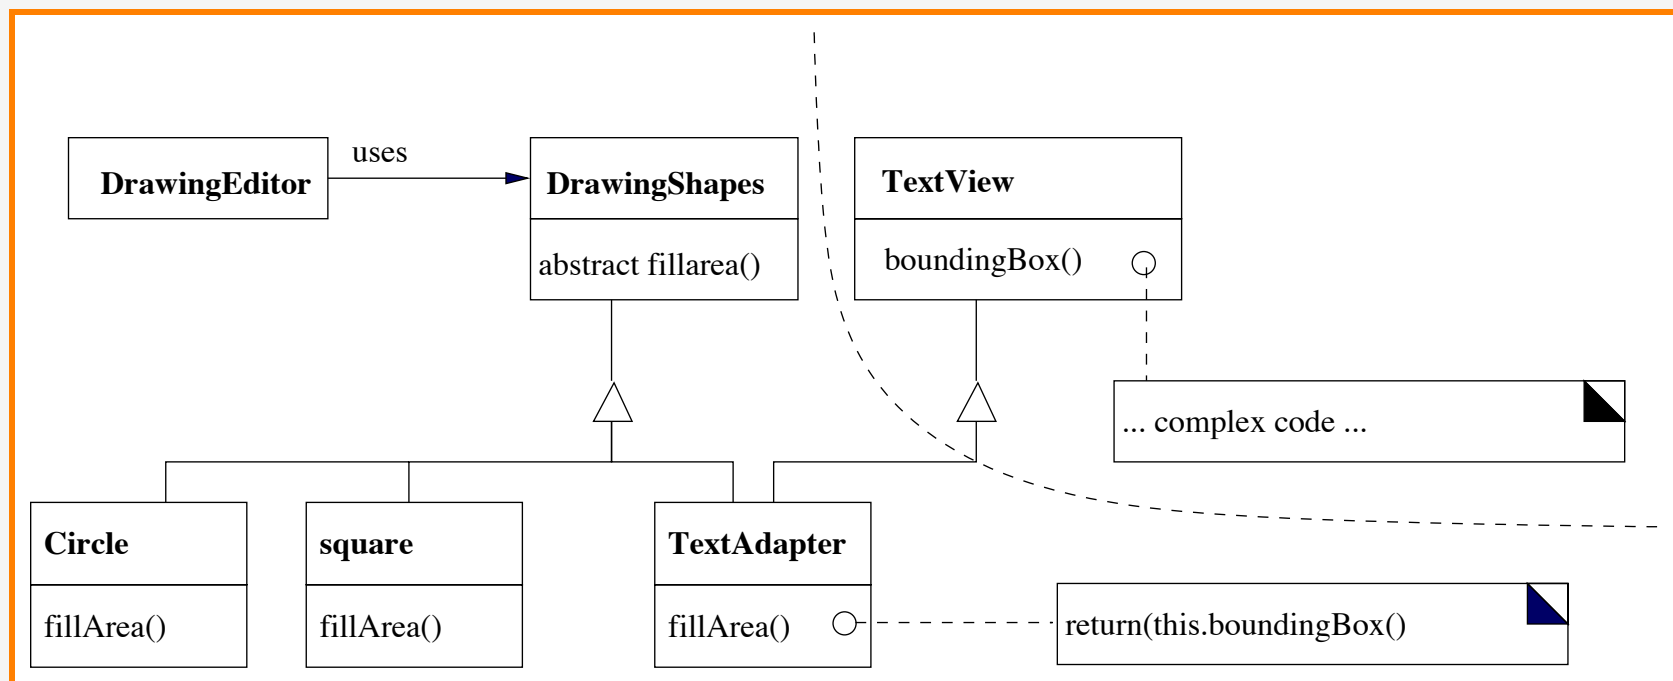 uses
DrawingEditor
DrawingShapes
TextView
abstract fillarea()
boundingBox()
... complex code ...
Circle
square
TextAdapter
fillArea()
fillArea()
fillArea()
return(this.boundingBox()